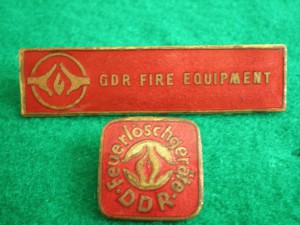 GDR FIRE EQUIPMENT
Feuerlöschgeräte
·DDR·